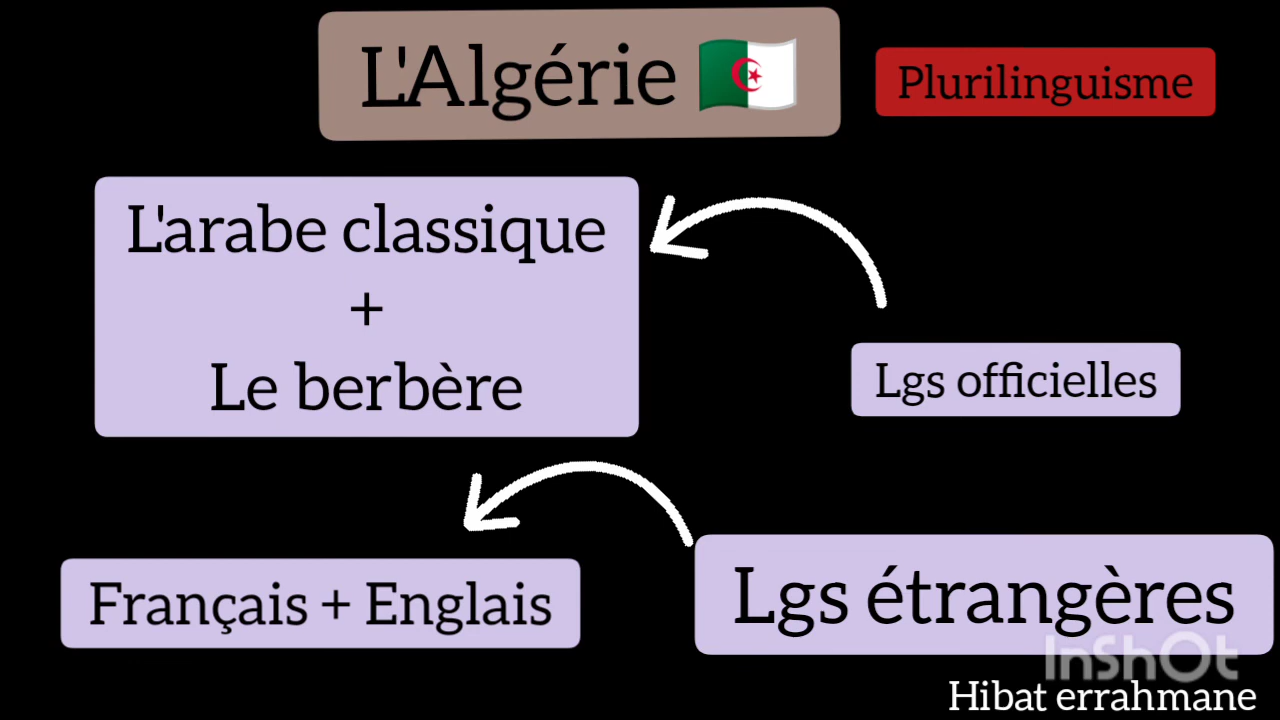 L'Algérie 🇩🇿
Plurilinguisme
L'arabe classique
+
Le berbère
Lgs officielles
Français + Englais
Lgs étrangères
InShOt
Hibat errahmane